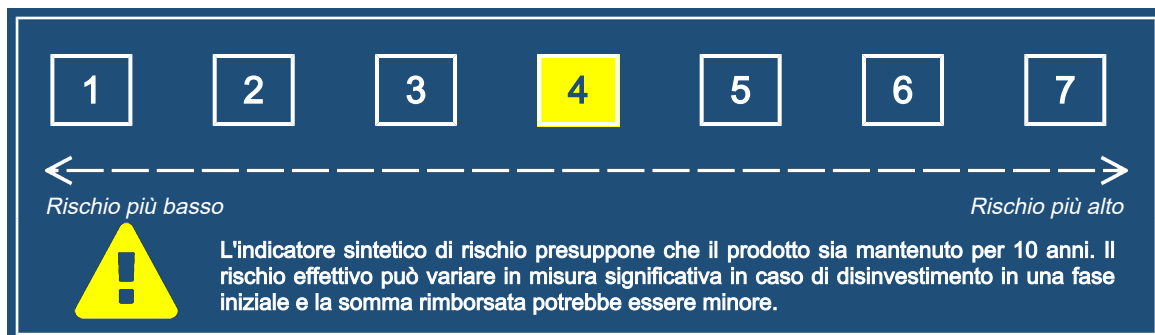 1 2 3 4 5 6 7
Rischio più basso Rischio più alto
L'indicatore sintetico di rischio presuppone che il prodotto sia mantenuto per 10 anni. Il
rischio effettivo può variare in misura significativa in caso di disinvestimento in una fase
iniziale e la somma rimborsata potrebbe essere minore.